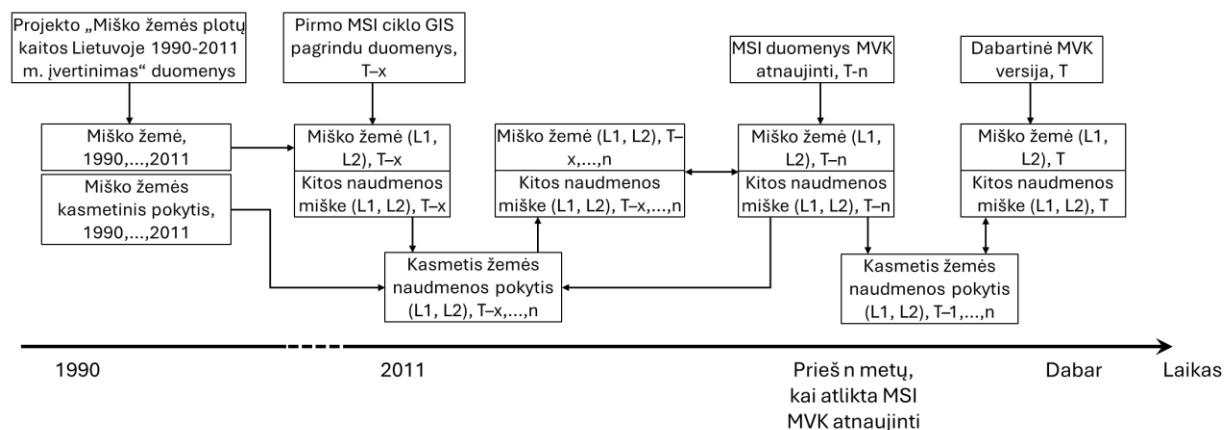 Projekto „Miško žemės plotų
kaitos Lietuvoje 1990-2011
m. įvertinimas“ duomenys
Pirmo MSI ciklo GIS
pagrindu duomenys,
T–x
MSI duomenys MVK
atnaujinti, T-n
Dabartinė MVK
versija, T
Miško žemė,
1990,...,2011
Miško žemės
kasmetinis pokytis,
1990,...,2011
Miško žemė (L1,
L2), T–x
Kitos naudmenos
miške (L1, L2), T–x
Miško žemė (L1, L2), T–
x,...,n
Kitos naudmenos
miške (L1, L2), T–x,...,n
Miško žemė (L1,
L2), T–n
Kitos naudmenos
miške (L1, L2), T–n
Miško žemė (L1,
L2), T
Kitos naudmenos
miške (L1, L2), T
Kasmetis žemės
naudmenos pokytis
(L1, L2), T–x,...,n
Kasmetis žemės
naudmenos pokytis
(L1, L2), T–1,...,n
1990
2011
Prieš n metų,
kai atlikta MSI
MVK atnaujinti
Dabar
Laikas